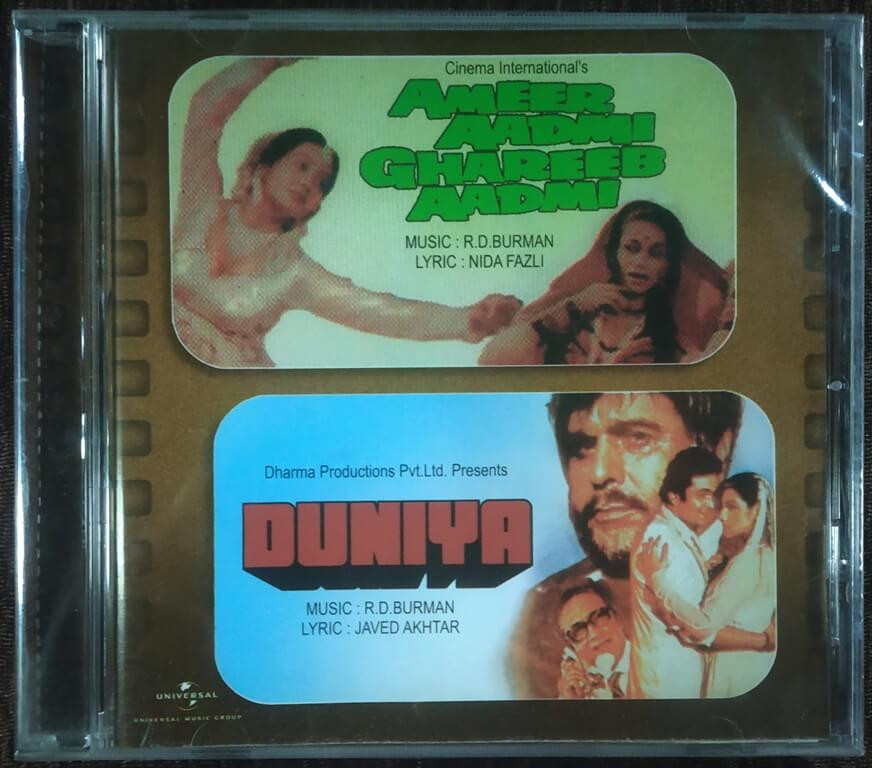 Cinema International's
AMEER
AADMI
GHAREEB
AADMI
MUSIC : R.D.BURMAN
LYRIC : NIDA FAZLI
Dharma Productions Pvt.Ltd. Presents
DUNIYA
MUSIC : R.D.BURMAN
LYRIC : JAVED AKHTAR
UNIVERSAL
UNIVERSAL MUSIC GROUP